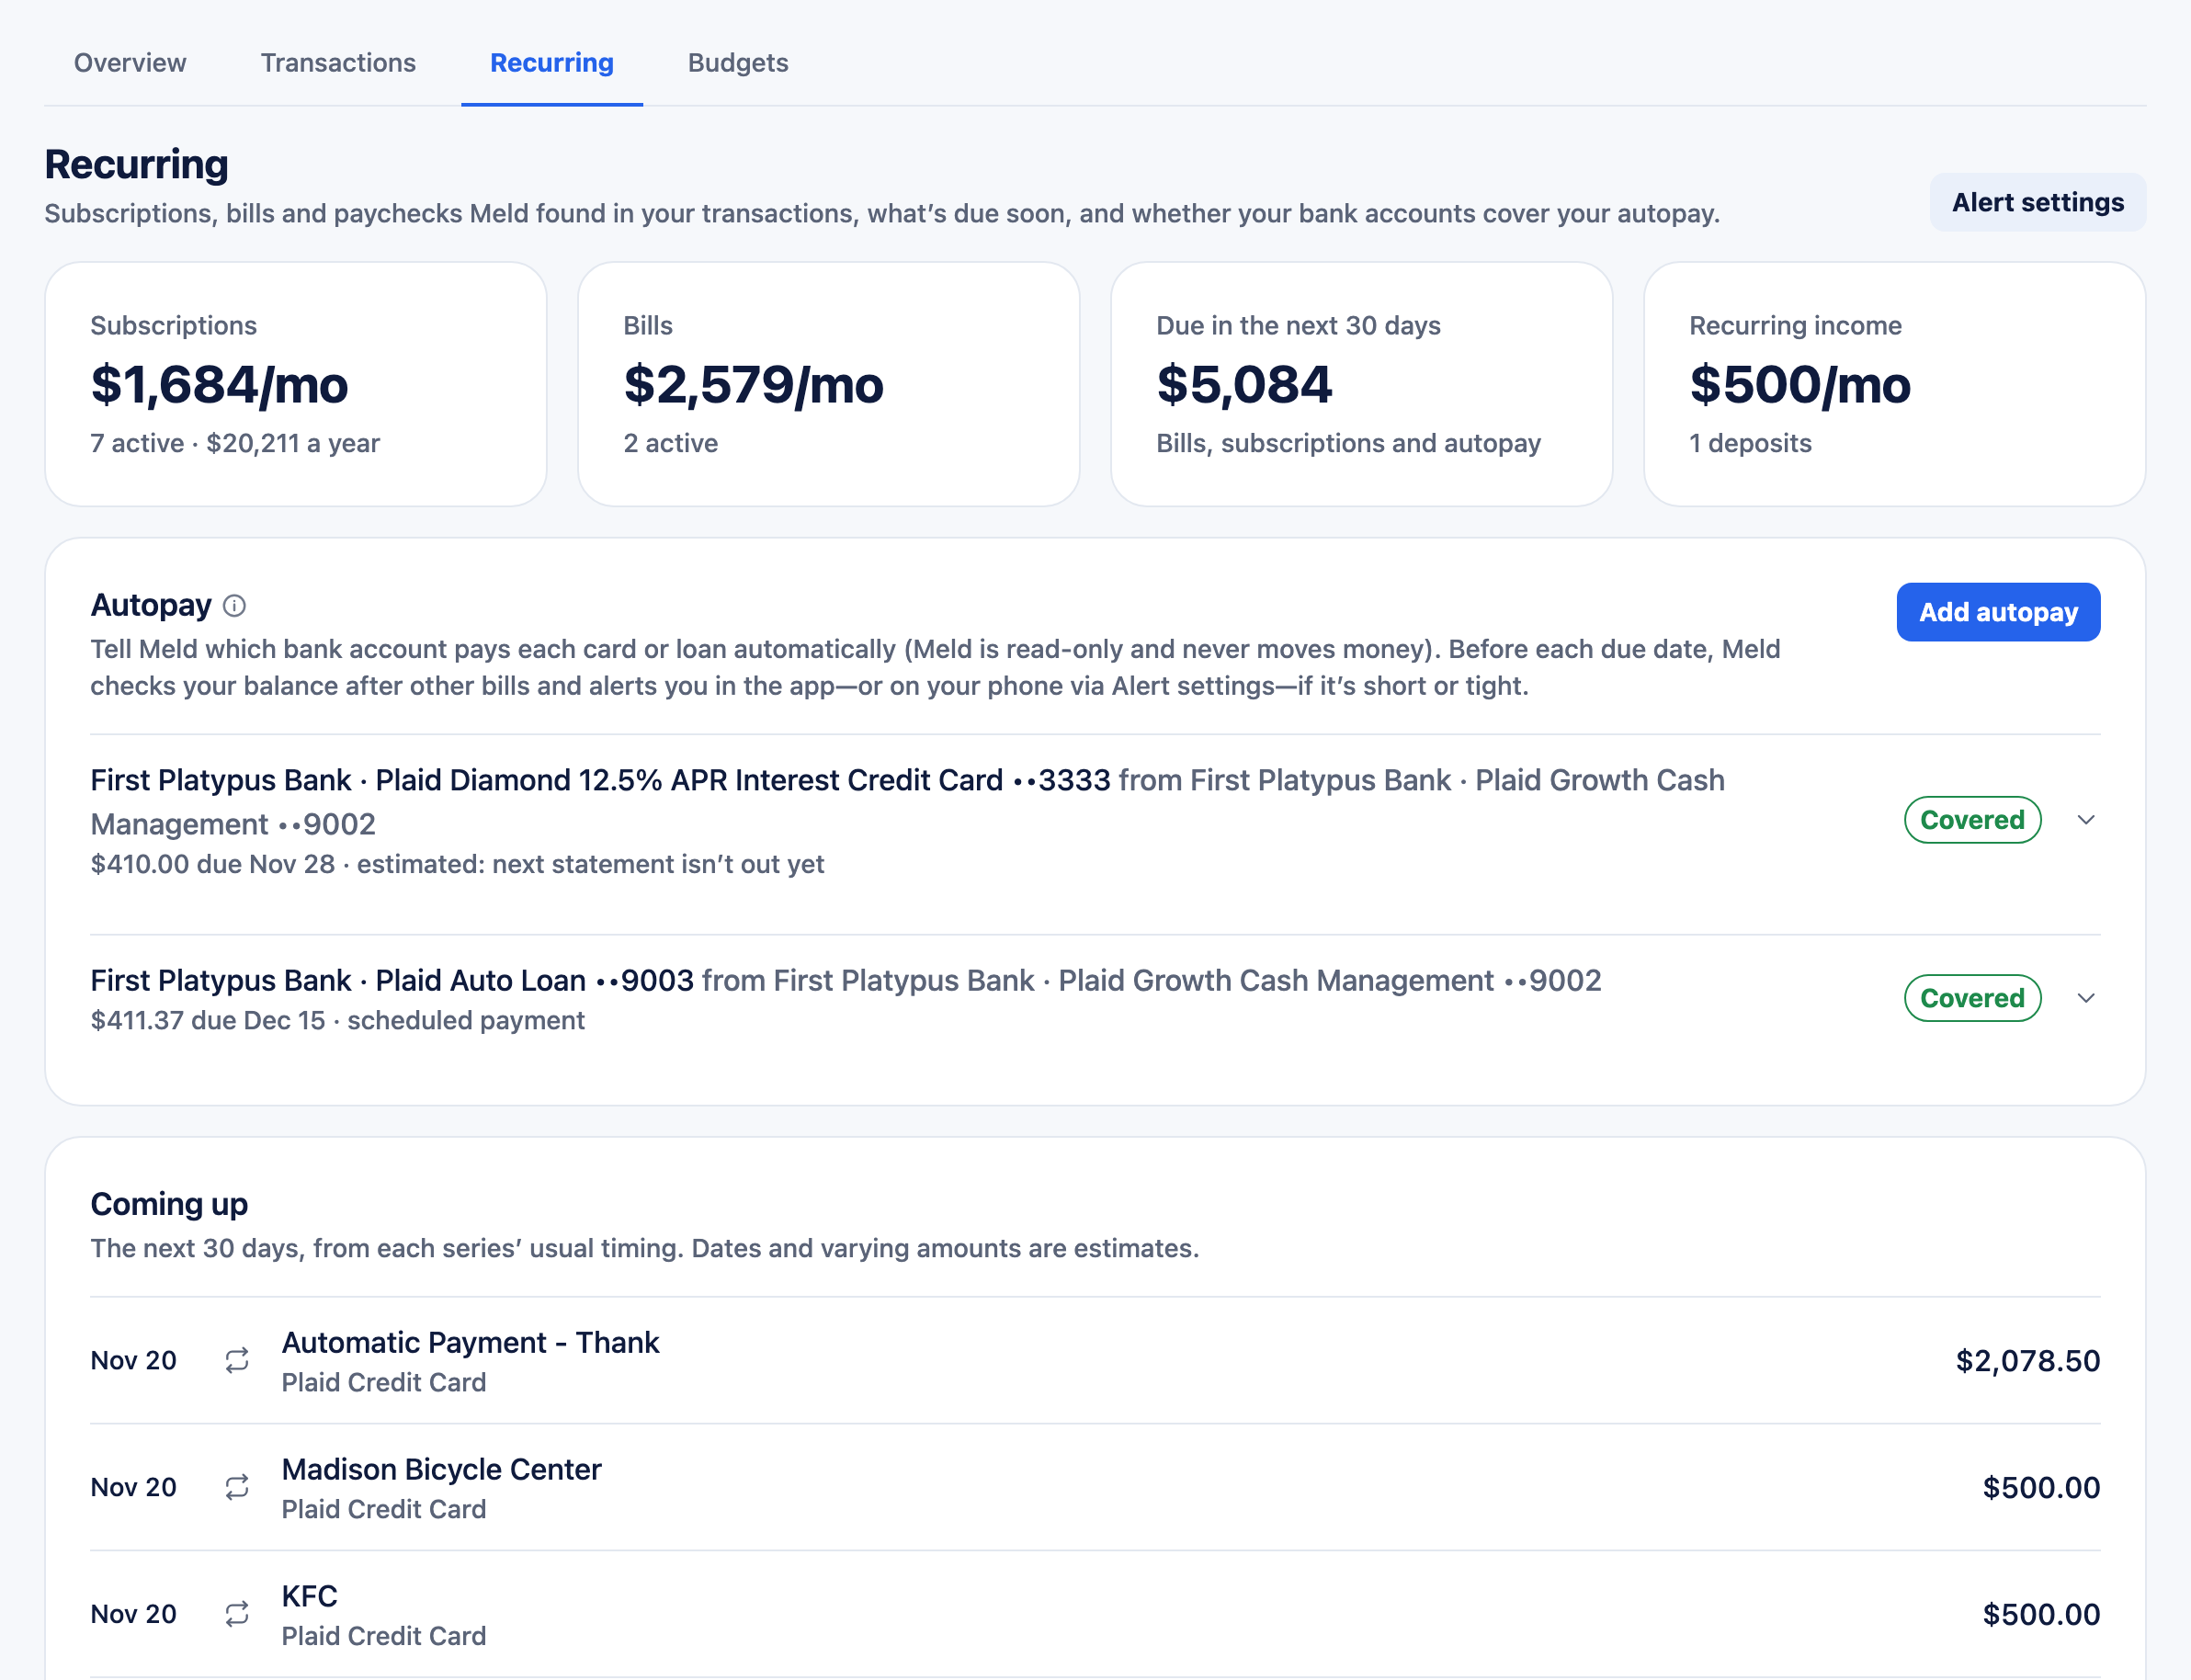 Overview Transactions Recurring Budgets
Recurring
Subscriptions, bills and paychecks Meld found in your transactions, what’s due soon, and whether your bank accounts cover your autopay.
Alert settings
Subscriptions
$1,684/mo
7 active · $20,211 a year
Bills
$2,579/mo
2 active
Due in the next 30 days
$5,084
Bills, subscriptions and autopay
Recurring income
$500/mo
1 deposits
Autopay
Add autopay
Tell Meld which bank account pays each card or loan automatically (Meld is read-only and never moves money). Before each due date, Meld
checks your balance after other bills and alerts you in the app—or on your phone via Alert settings—if it’s short or tight.
First Platypus Bank · Plaid Diamond 12.5% APR Interest Credit Card ••3333 from First Platypus Bank · Plaid Growth Cash
Management ••9002
$410.00 due Nov 28 · estimated: next statement isn’t out yet
Covered
First Platypus Bank · Plaid Auto Loan ••9003 from First Platypus Bank · Plaid Growth Cash Management ••9002
$411.37 due Dec 15 · scheduled payment
Covered
Coming up
The next 30 days, from each series’ usual timing. Dates and varying amounts are estimates.
Nov 20
Automatic Payment - Thank
Plaid Credit Card
$2,078.50
Nov 20
Madison Bicycle Center
Plaid Credit Card
$500.00
Nov 20
KFC
Plaid Credit Card
$500.00